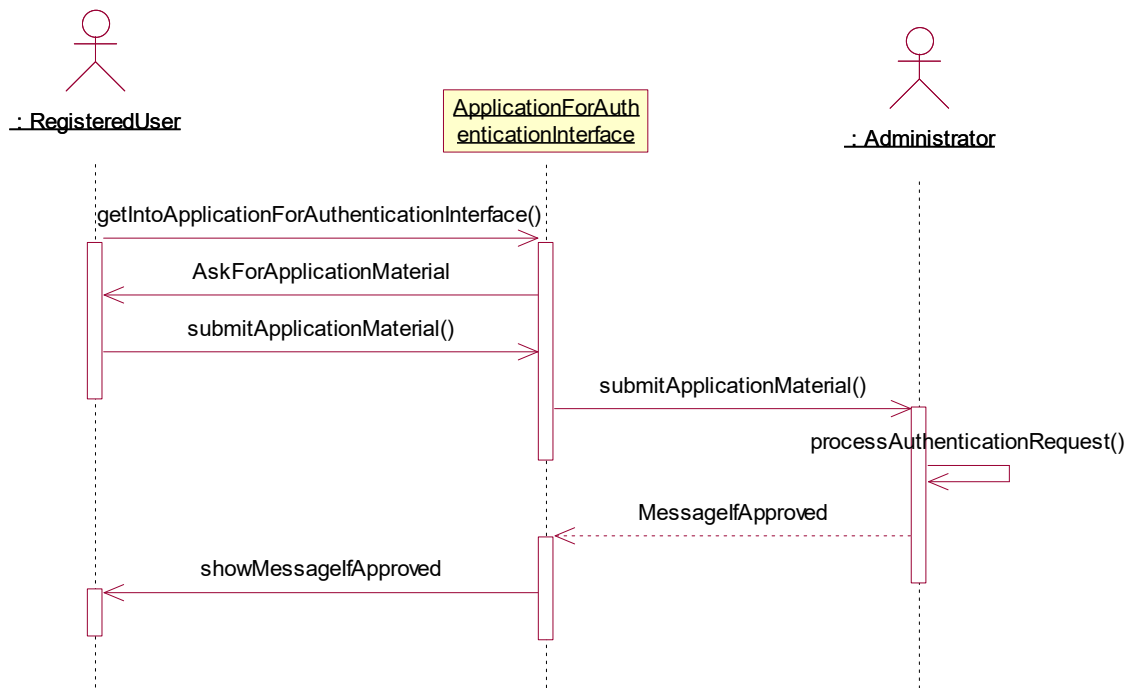 : RegisteredUser
ApplicationForAuth
enticationInterface
: Administrator
getIntoApplicationForAuthenticationInterface()
AskForApplicationMaterial
submitApplicationMaterial()
submitApplicationMaterial()
processAuthenticationRequest()
MessageIfApproved
showMessageIfApproved